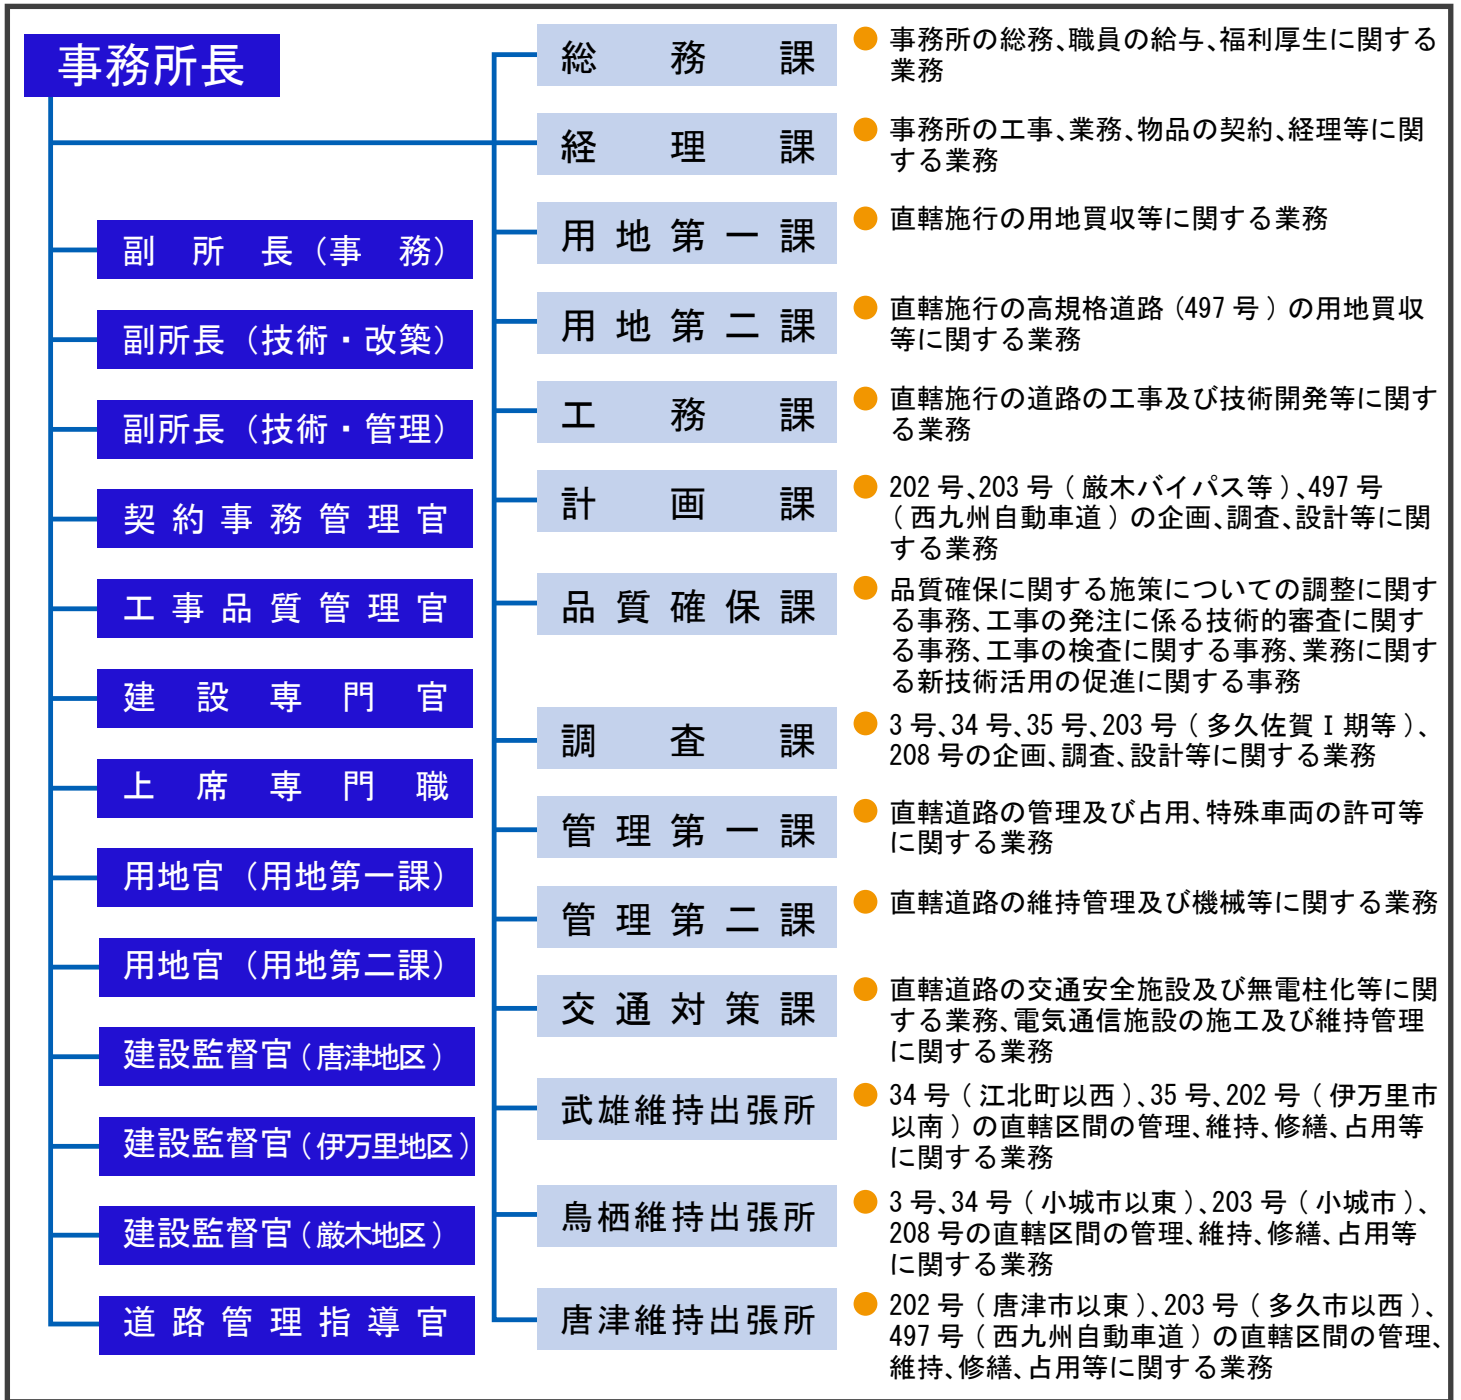 事務所長
副所長（事務）
副所長（技術・改築）
副所長（技術・管理）
契約事務管理官
工事品質管理官
建設専門官
上席専門職
用地官（用地第一課）
用地官（用地第二課）
建設監督官（唐津地区）
建設監督官（伊万里地区）
建設監督官（厳木地区）
道路管理指導官
総務課
● 事務所の総務、職員の給与、福利厚生に関する
業務
経理課
● 事務所の工事、業務、物品の契約、経理等に関
する業務
用地第一課
● 直轄施行の用地買収等に関する業務
用地第二課
● 直轄施行の高規格道路（497号）の用地買収
等に関する業務
工務課
● 直轄施行の道路の工事及び技術開発等に関す
る業務
計画課
● 202号、203号（厳木バイパス等）、497号
（西九州自動車道）の企画、調査、設計等に関
する業務
品質確保課
● 品質確保に関する施策についての調整に関す
る事務、工事の発注に係る技術的審査に関す
る事務、工事の検査に関する事務、業務に関す
る新技術活用の促進に関する事務
調査課
● 3号、34号、35号、203号（多久佐賀Ⅰ期等）、
208号の企画、調査、設計等に関する業務
管理第一課
● 直轄道路の管理及び占用、特殊車両の許可等
に関する業務
管理第二課
● 直轄道路の維持管理及び機械等に関する業務
交通対策課
● 直轄道路の交通安全施設及び無電柱化等に関
する業務、電気通信施設の施工及び維持管理
に関する業務
武雄維持出張所
● 34号（江北町以西）、35号、202号（伊万里市
以南）の直轄区間の管理、維持、修繕、占用等
に関する業務
鳥栖維持出張所
● 3号、34号（小城市以東）、203号（小城市）、
208号の直轄区間の管理、維持、修繕、占用等
に関する業務
唐津維持出張所
● 202号（唐津市以東）、203号（多久市以西）、
497号（西九州自動車道）の直轄区間の管理、
維持、修繕、占用等に関する業務